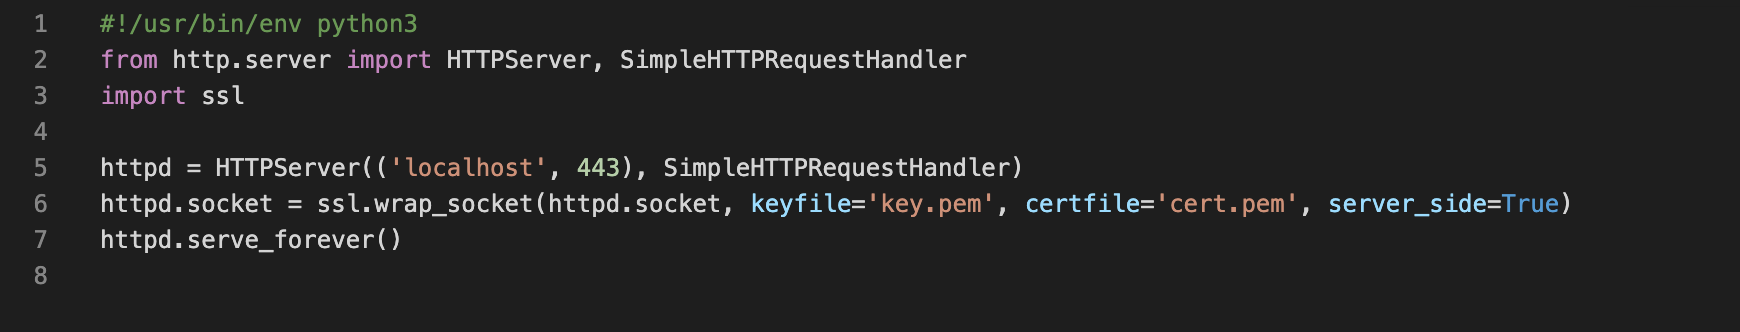 1 #!/usr/bin/env python3
2 from http.server import HTTPServer, SimpleHTTPRequestHandler
3 import ssl
4
5 httpd = HTTPServer(('localhost', 443), SimpleHTTPRequestHandler)
6 httpd.socket = ssl.wrap_socket(httpd.socket, keyfile='key.pem', certfile='cert.pem', server_side=True)
7 httpd.serve_forever()
8